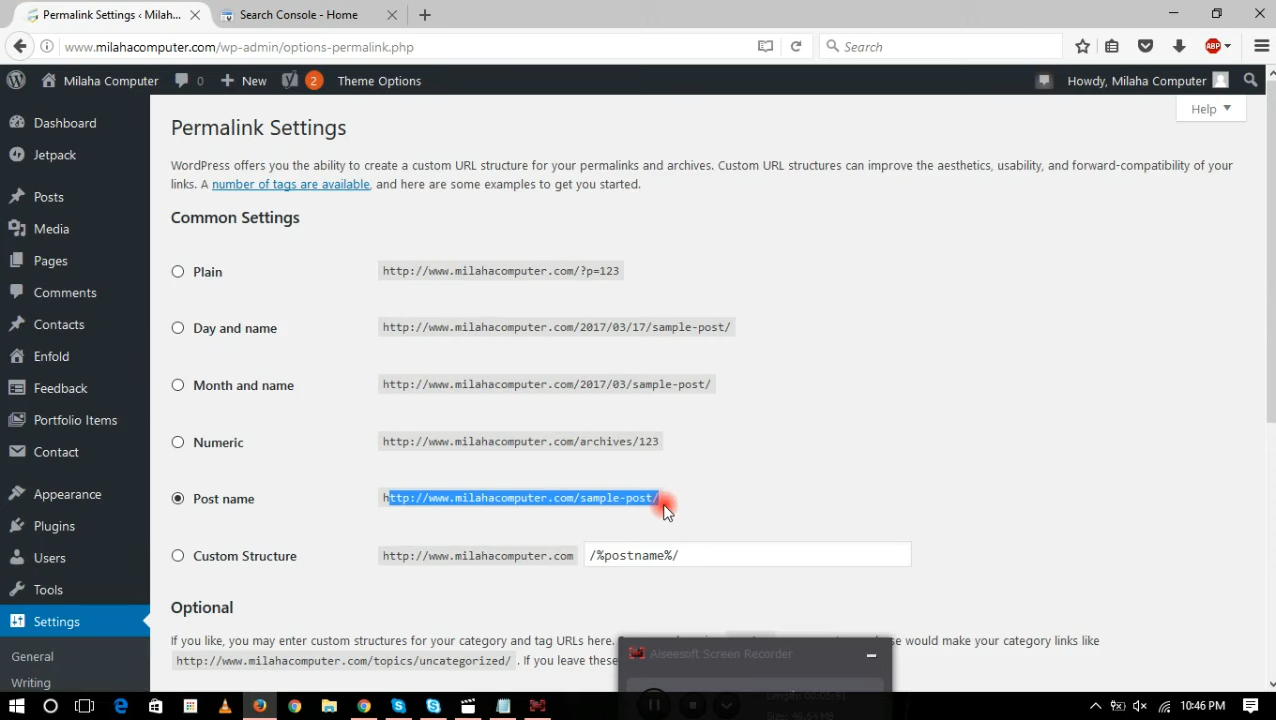 Permalink Settings ‹ Milah...
Search Console - Home
www.milahacomputer.com/wp-admin/options-permalink.php
Search
ABP
Milaha Computer
0
New
2
Theme Options
Howdy, Milaha Computer
Help
Dashboard
Jetpack
Posts
Media
Pages
Comments
Contacts
Enfold
Feedback
Portfolio Items
Contact
Appearance
Plugins
Users
Tools
Settings
General
Writing
Permalink Settings
WordPress offers you the ability to create a custom URL structure for your permalinks and archives. Custom URL structures can improve the aesthetics, usability, and forward-compatibility of your
links. A number of tags are available, and here are some examples to get you started.
Common Settings
Plain
http://www.milahacomputer.com/?p=123
Day and name
http://www.milahacomputer.com/2017/03/17/sample-post/
Month and name
http://www.milahacomputer.com/2017/03/sample-post/
Numeric
http://www.milahacomputer.com/archives/123
Post name
http://www.milahacomputer.com/sample-post/
Custom Structure
http://www.milahacomputer.com
/%postname%/
Optional
If you like, you may enter custom structures for your category and tag URLs here. would make your category links like
http://www.milahacomputer.com/topics/uncategorized/ . If you leave these
Aiseesoft Screen Recorder
10:46 PM